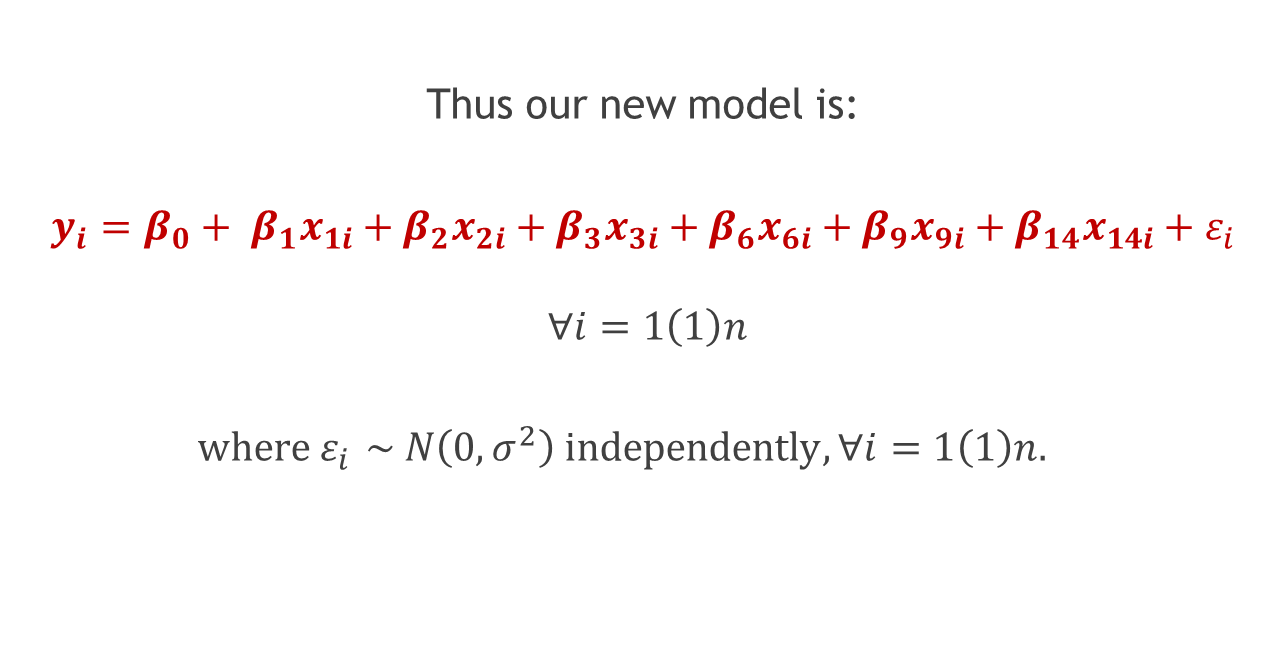 Thus our new model is:
𝒚ᵢ = 𝜷₀ + 𝜷₁𝒙₁ᵢ + 𝜷₂𝒙₂ᵢ + 𝜷₃𝒙₃ᵢ + 𝜷₆𝒙₆ᵢ + 𝜷₉𝒙₉ᵢ + 𝜷₁₄𝒙₁₄ᵢ + 𝜀ᵢ
∀𝑖 = 1(1)𝑛
where 𝜀ᵢ ~ 𝑁(0, 𝜎²) independently, ∀𝑖 = 1(1)𝑛.